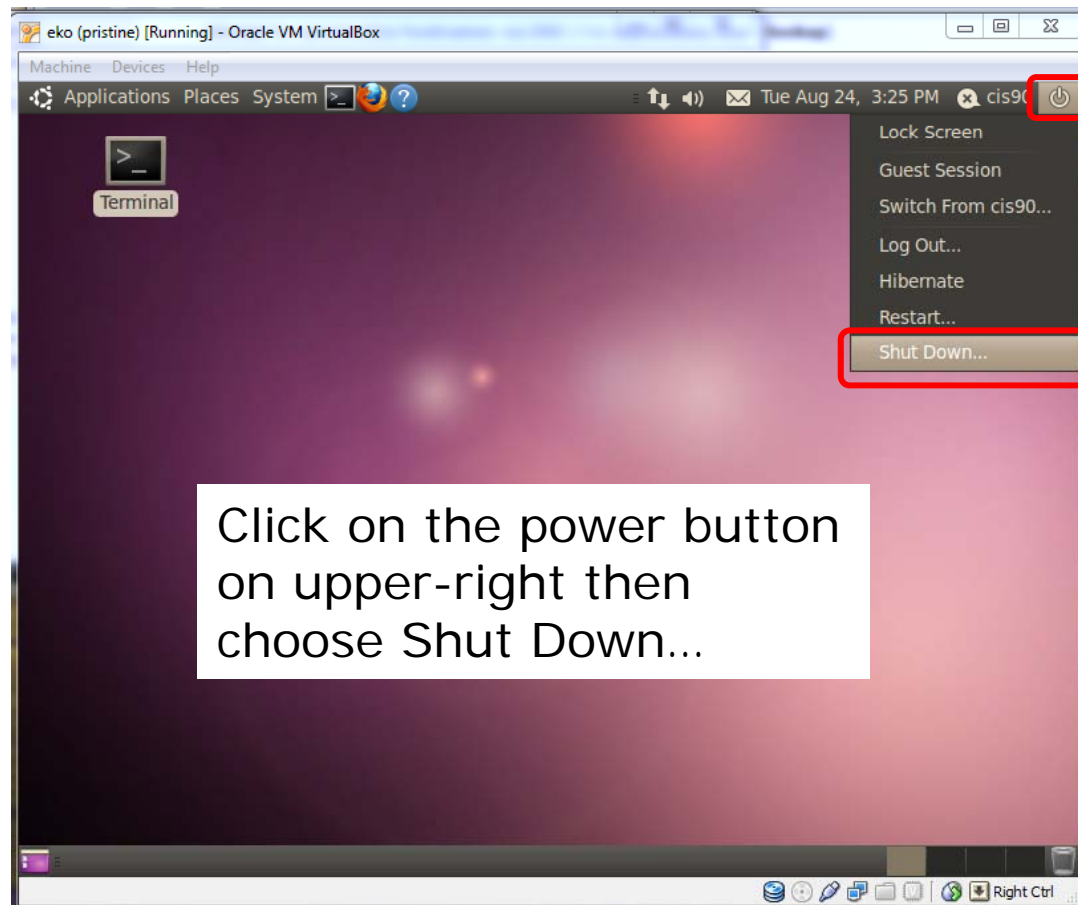 eko (pristine) [Running] - Oracle VM VirtualBox
Machine Devices Help
Applications Places System Tue Aug 24, 3:25 PM cis90
Lock Screen
Guest Session
Switch From cis90...
Log Out...
Hibernate
Restart...
Shut Down...
Terminal
Click on the power button
on upper-right then
choose Shut Down…
Right Ctrl